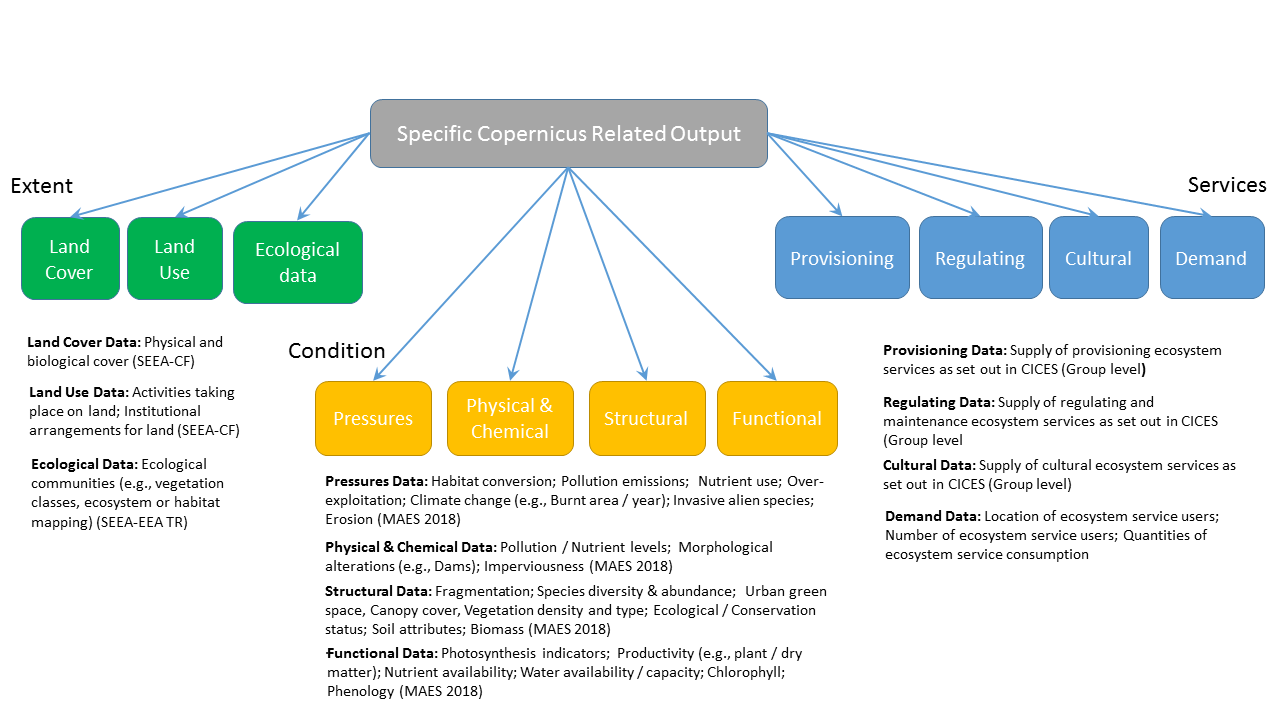 Specific Copernicus Related Output
Extent
Services
Land
Cover
Land
Use
Ecological
data
Provisioning
Regulating
Cultural
Demand
Land Cover Data: Physical and
biological cover (SEEA-CF)
Land Use Data: Activities taking
place on land; Institutional
arrangements for land (SEEA-CF)
Ecological Data: Ecological
communities (e.g., vegetation
classes, ecosystem or habitat
mapping) (SEEA-EEA TR)
Condition
Pressures
Physical &
Chemical
Structural
Functional
Pressures Data: Habitat conversion; Pollution emissions; Nutrient use; Over-
exploitation; Climate change (e.g., Burnt area / year); Invasive alien species;
Erosion (MAES 2018)
Physical & Chemical Data: Pollution / Nutrient levels; Morphological
alterations (e.g., Dams); Imperviousness (MAES 2018)
Structural Data: Fragmentation; Species diversity & abundance; Urban green
space, Canopy cover, Vegetation density and type; Ecological / Conservation
status; Soil attributes; Biomass (MAES 2018)
Functional Data: Photosynthesis indicators; Productivity (e.g., plant / dry
matter); Nutrient availability; Water availability / capacity; Chlorophyll;
Phenology (MAES 2018)
Provisioning Data: Supply of provisioning ecosystem
services as set out in CICES (Group level)
Regulating Data: Supply of regulating and
maintenance ecosystem services as set out in CICES
(Group level
Cultural Data: Supply of cultural ecosystem services as
set out in CICES (Group level)
Demand Data: Location of ecosystem service users;
Number of ecosystem service users; Quantities of
ecosystem service consumption